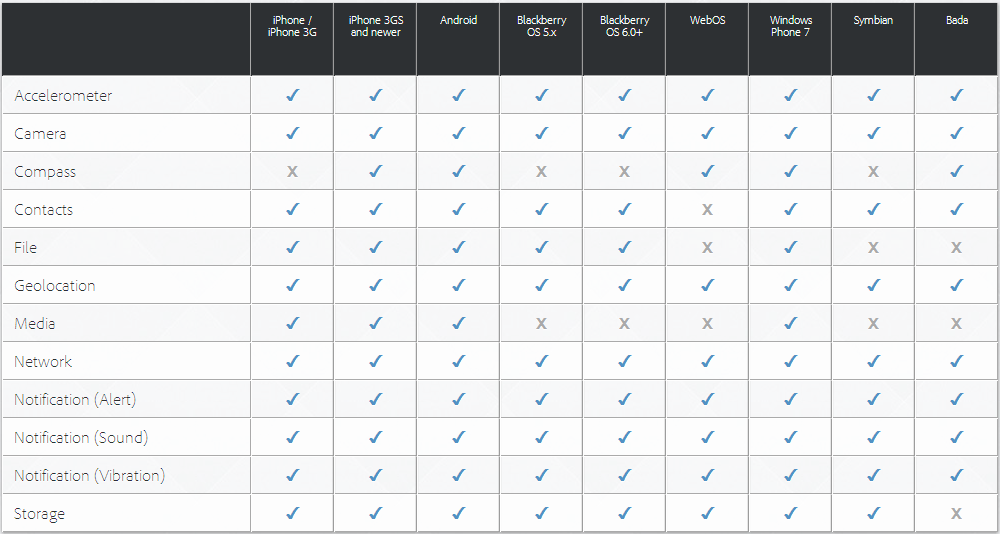 iPhone / iPhone 3G iPhone 3GS and newer Android Blackberry OS 5.x Blackberry OS 6.0+ WebOS Windows Phone 7 Symbian Bada
Accelerometer ✓ ✓ ✓ ✓ ✓ ✓ ✓ ✓ ✓
Camera ✓ ✓ ✓ ✓ ✓ ✓ ✓ ✓ ✓
Compass X ✓ ✓ X X ✓ ✓ X ✓
Contacts ✓ ✓ ✓ ✓ ✓ X ✓ ✓ ✓
File ✓ ✓ ✓ ✓ ✓ X ✓ X X
Geolocation ✓ ✓ ✓ ✓ ✓ ✓ ✓ ✓ ✓
Media ✓ ✓ ✓ X X X ✓ X X
Network ✓ ✓ ✓ ✓ ✓ ✓ ✓ ✓ ✓
Notification (Alert) ✓ ✓ ✓ ✓ ✓ ✓ ✓ ✓ ✓
Notification (Sound) ✓ ✓ ✓ ✓ ✓ ✓ ✓ ✓ ✓
Notification (Vibration) ✓ ✓ ✓ ✓ ✓ ✓ ✓ ✓ ✓
Storage ✓ ✓ ✓ ✓ ✓ ✓ ✓ ✓ X